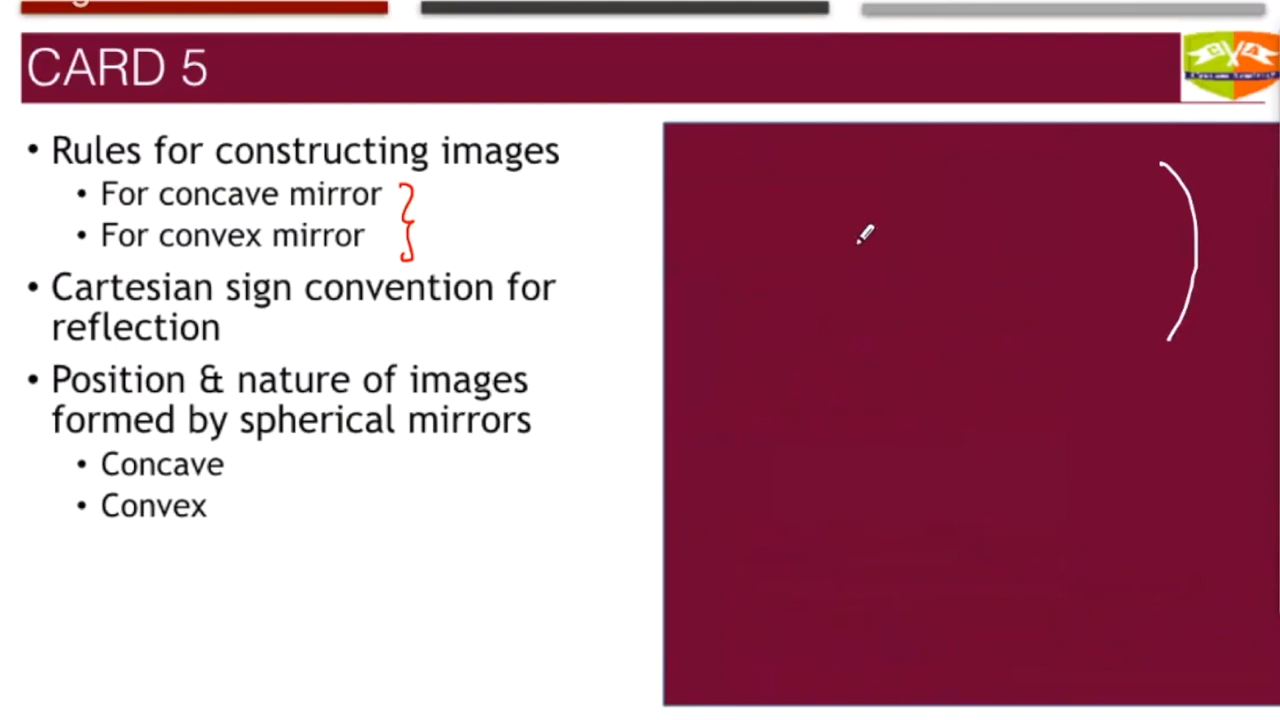 CARD 5
• Rules for constructing images
• For concave mirror
• For convex mirror
• Cartesian sign convention for
reflection
• Position & nature of images
formed by spherical mirrors
• Concave
• Convex